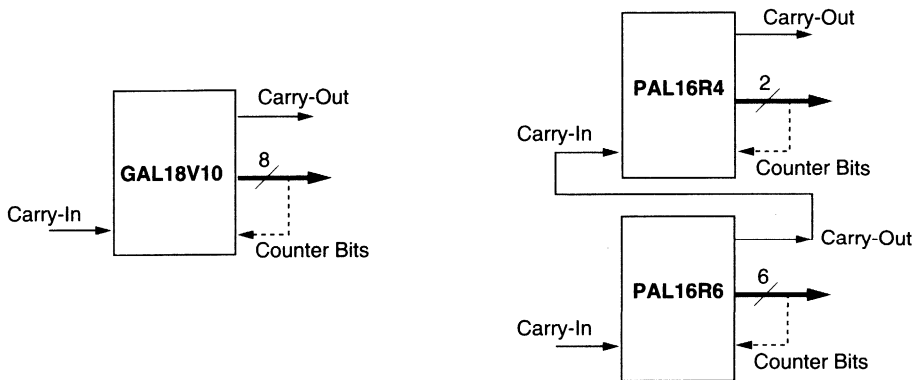 Carry-Out
GAL18V10
8
Carry-In
Counter Bits
Carry-Out
PAL16R4
2
Carry-In
Counter Bits
Carry-Out
PAL16R6
6
Carry-In
Counter Bits